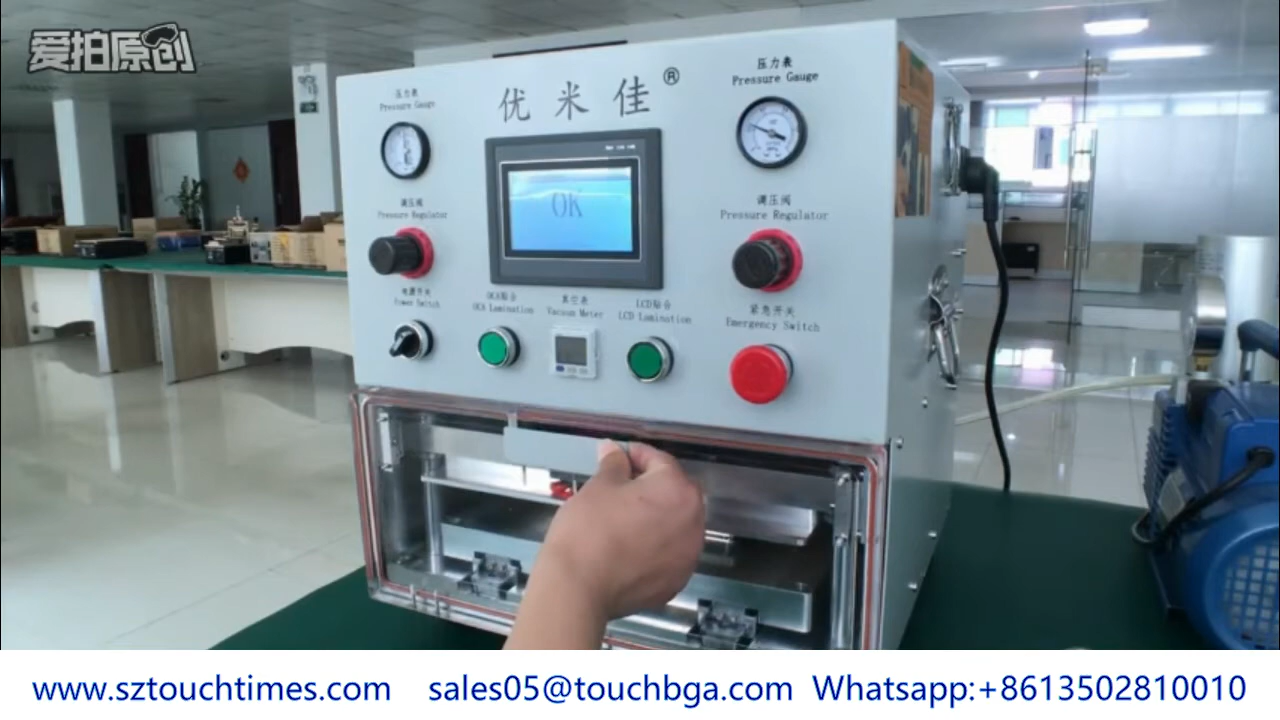 爱拍原创
优米佳®
压力表
Pressure Gauge
压力表
Pressure Gauge
OK
调压阀
Pressure Regulator
调压阀
Pressure Regulator
电源开关
Power Switch
OCA贴合
OCA Lamination
真空表
Vacuum Meter
LCD贴合
LCD Lamination
紧急开关
Emergency Switch
www.sztouchtimes.com sales05@touchbga.com Whatsapp:+8613502810010